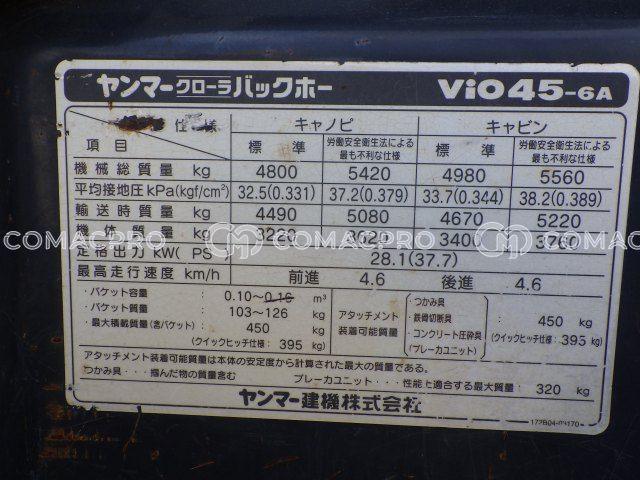 ヤンマークローラバックホー ViO45-6A
仕様 キャノピ キャビン
項目 標準 労働安全衛生法による最も不利な仕様 標準 労働安全衛生法による最も不利な仕様
機械総質量 kg 4800 5420 4980 5560
平均接地圧 kPa(kgf/cm²) 32.5(0.331) 37.2(0.379) 33.7(0.344) 38.2(0.389)
輸送時質量 kg 4490 5080 4670 5220
機体質量 kg 3220 3620 3400 3760
COMACPRO COMACPRO COMACPRO
定格出力 kW( PS 28.1(37.7)
最高走行速度 km/h 前進 4.6 後進 4.6
・バケット容量 0.10～0.16 m³
・バケット質量 103～126 kg
・最大積載質量(含バケット) 450 kg
(クイックヒッチ仕様: 395 kg)
アタッチメント装着可能質量
・つかみ具
・鉄骨切断具
・コンクリート圧砕具
(ブレーカユニット)
450 kg
(クイックヒッチ仕様: 395 kg)
アタッチメント装着可能質量は本体の安定度から計算された最大の質量である。
つかみ具・・・掴んだ物の質量含む ブレーカユニット・・・性能上適合する最大質量 : 320 kg
ヤンマー建機株式会社